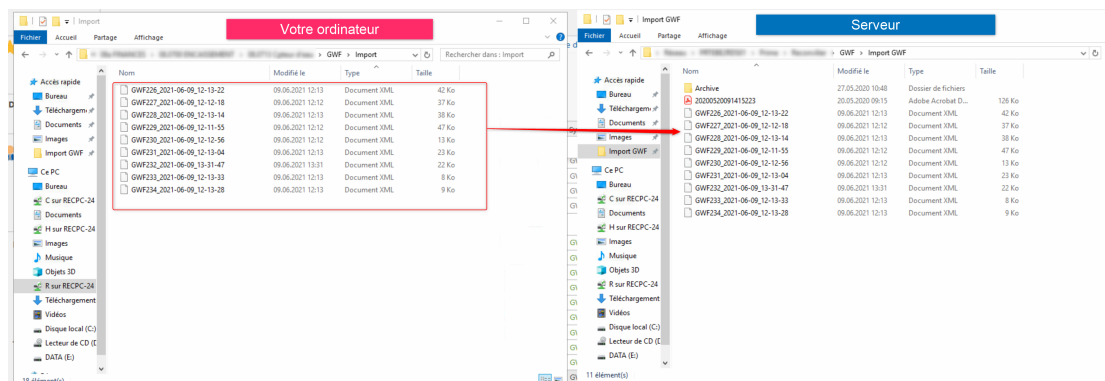 Import
Votre ordinateur
Fichier Accueil Partage Affichage
GWF > Import
Rechercher dans : Import
Nom Modifié le Type Taille
Accès rapide
Bureau
Téléchargem
Documents
Images
Import GWF
Ce PC
Bureau
C sur RECPC-24
Documents
H sur RECPC-24
Images
Musique
Objets 3D
R sur RECPC-24
Téléchargement
Vidéos
Disque local (C:)
Lecteur de CD (D
DATA (E:)
GWF226_2021-06-09_12-13-22 09.06.2021 12:13 Document XML 42 Ko
GWF227_2021-06-09_12-12-18 09.06.2021 12:12 Document XML 37 Ko
GWF228_2021-06-09_12-13-14 09.06.2021 12:13 Document XML 38 Ko
GWF229_2021-06-09_12-11-55 09.06.2021 12:12 Document XML 47 Ko
GWF230_2021-06-09_12-12-56 09.06.2021 12:12 Document XML 13 Ko
GWF231_2021-06-09_12-13-04 09.06.2021 12:13 Document XML 23 Ko
GWF232_2021-06-09_13-31-47 09.06.2021 13:31 Document XML 22 Ko
GWF233_2021-06-09_12-13-33 09.06.2021 12:13 Document XML 8 Ko
GWF234_2021-06-09_12-13-28 09.06.2021 12:13 Document XML 9 Ko
18 élément(s)
Import GWF
Serveur
Fichier Accueil Partage Affichage
GWF > Import GWF
Nom Modifié le Type Taille
Accès rapide
Bureau
Téléchargem
Documents
Images
Import GWF
Ce PC
Bureau
C sur RECPC-24
Documents
H sur RECPC-24
Images
Musique
Objets 3D
R sur RECPC-24
Téléchargement
Vidéos
Disque local (C:)
Lecteur de CD (D
DATA (E:)
Archive 27.05.2020 10:48 Dossier de fichiers
20200520091415223 20.05.2020 09:15 Adobe Acrobat D... 126 Ko
GWF226_2021-06-09_12-13-22 09.06.2021 12:13 Document XML 42 Ko
GWF227_2021-06-09_12-12-18 09.06.2021 12:12 Document XML 37 Ko
GWF228_2021-06-09_12-13-14 09.06.2021 12:13 Document XML 38 Ko
GWF229_2021-06-09_12-11-55 09.06.2021 12:12 Document XML 47 Ko
GWF230_2021-06-09_12-12-56 09.06.2021 12:12 Document XML 13 Ko
GWF231_2021-06-09_12-13-04 09.06.2021 12:13 Document XML 23 Ko
GWF232_2021-06-09_13-31-47 09.06.2021 13:31 Document XML 22 Ko
GWF233_2021-06-09_12-13-33 09.06.2021 12:13 Document XML 8 Ko
GWF234_2021-06-09_12-13-28 09.06.2021 12:13 Document XML 9 Ko
11 élément(s)